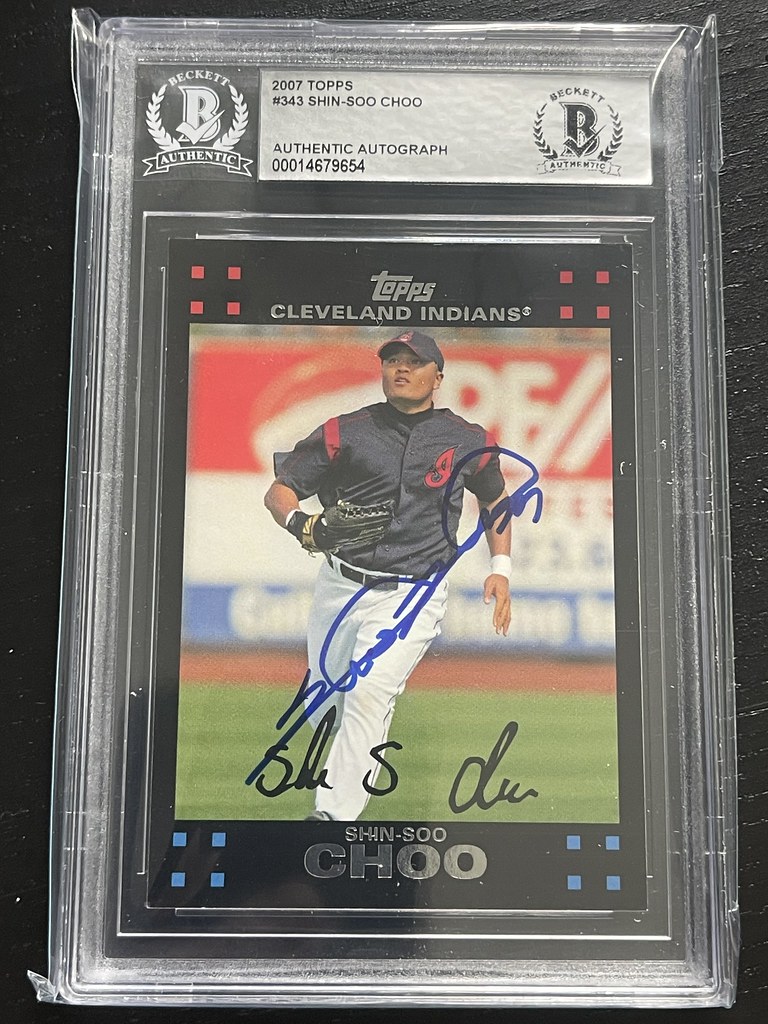 BECKETT
B
AUTHENTIC
2007 TOPPS
#343 SHIN-SOO CHOO
AUTHENTIC AUTOGRAPH
00014679654
BECKETT
B
AUTHENTIC
Topps
CLEVELAND INDIANS®
RE/
I
SHIN-SOO
CHOO